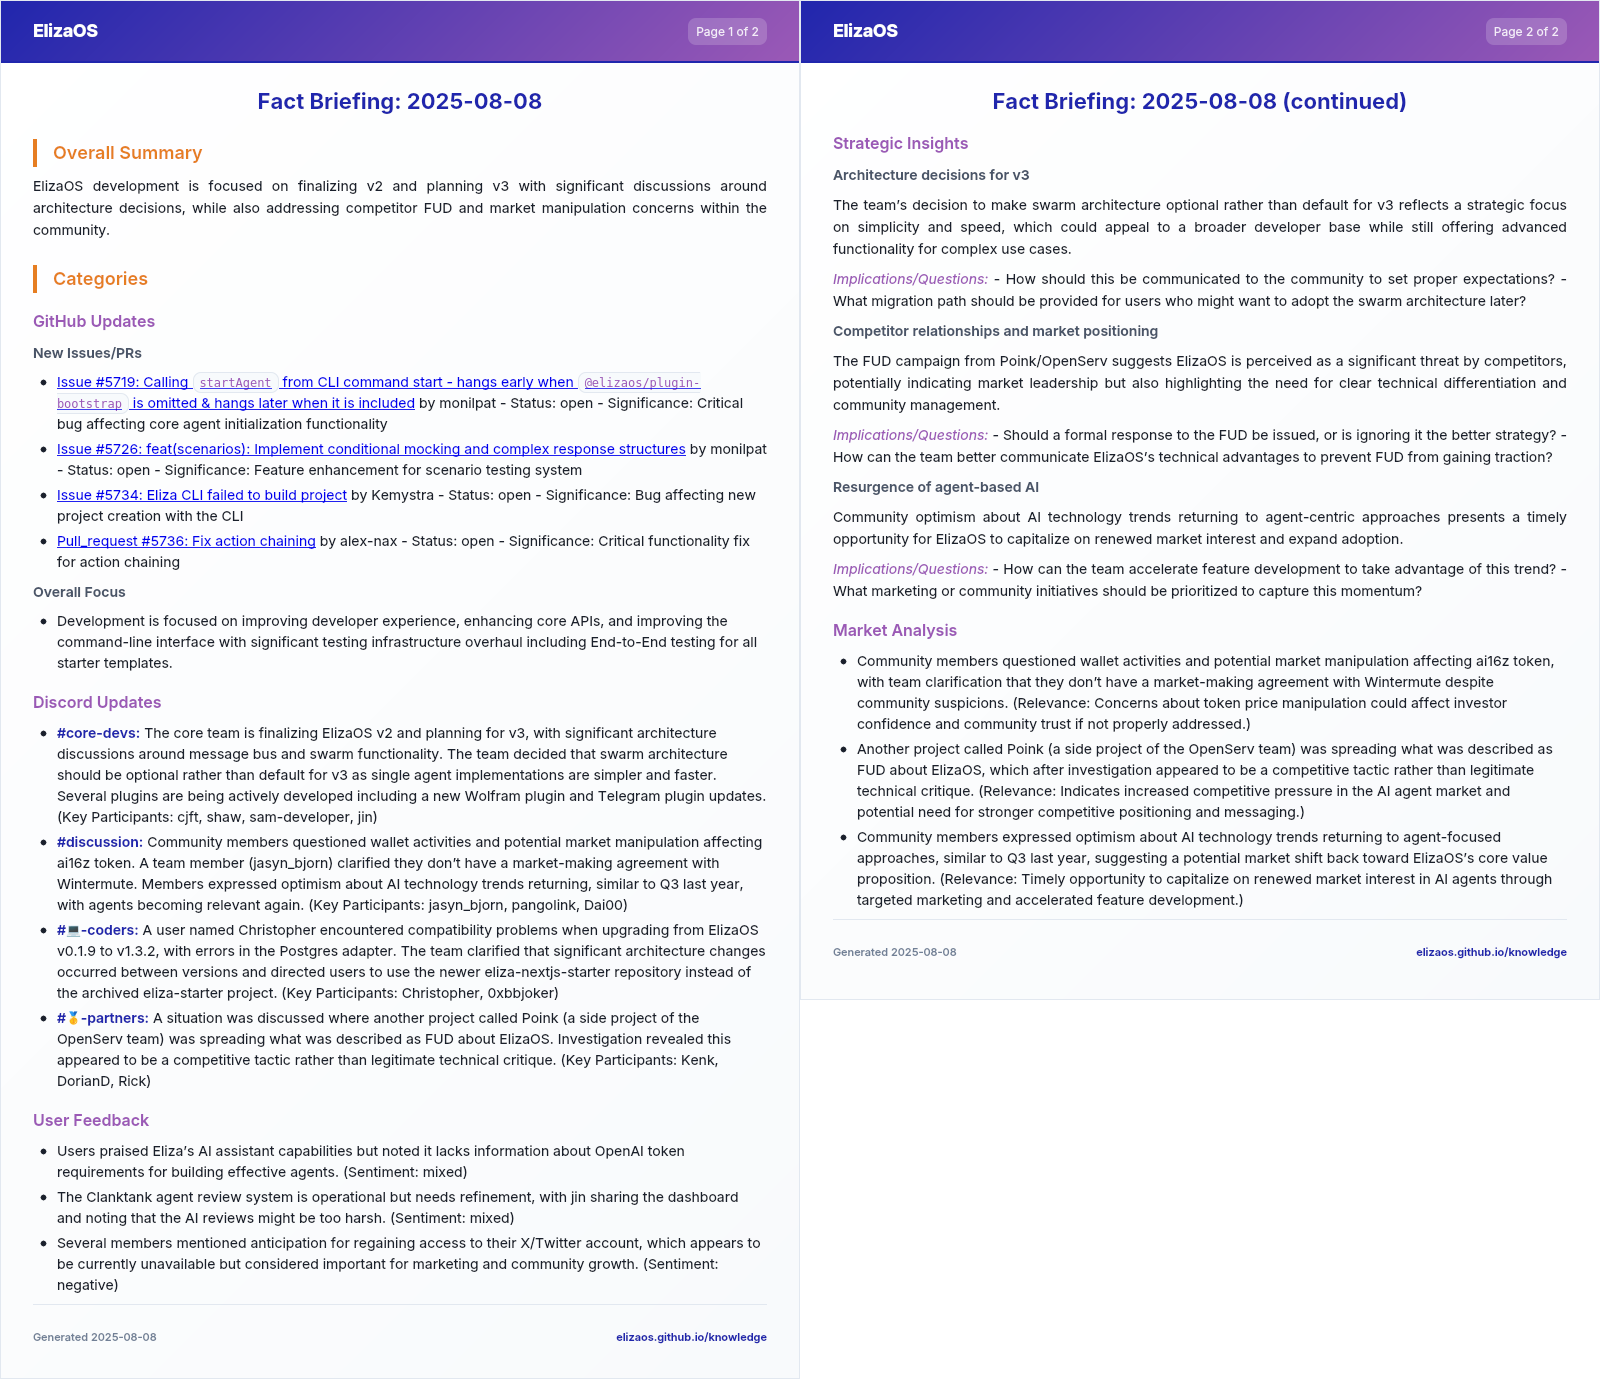 ElizaOS
Page 1 of 2
Fact Briefing: 2025-08-08
Overall Summary
ElizaOS development is focused on finalizing v2 and planning v3 with significant discussions around
architecture decisions, while also addressing competitor FUD and market manipulation concerns within the
community.
Categories
GitHub Updates
New Issues/PRs
• Issue #5719: Calling startAgent from CLI command start - hangs early when @elizaos/plugin-
bootstrap is omitted & hangs later when it is included by monilpat - Status: open - Significance: Critical
bug affecting core agent initialization functionality
• Issue #5726: feat(scenarios): Implement conditional mocking and complex response structures by monilpat
- Status: open - Significance: Feature enhancement for scenario testing system
• Issue #5734: Eliza CLI failed to build project by Kemystra - Status: open - Significance: Bug affecting new
project creation with the CLI
• Pull_request #5736: Fix action chaining by alex-nax - Status: open - Significance: Critical functionality fix
for action chaining
Overall Focus
• Development is focused on improving developer experience, enhancing core APIs, and improving the
command-line interface with significant testing infrastructure overhaul including End-to-End testing for all
starter templates.
Discord Updates
• #core-devs: The core team is finalizing ElizaOS v2 and planning for v3, with significant architecture
discussions around message bus and swarm functionality. The team decided that swarm architecture
should be optional rather than default for v3 as single agent implementations are simpler and faster.
Several plugins are being actively developed including a new Wolfram plugin and Telegram plugin updates.
(Key Participants: cjft, shaw, sam-developer, jin)
• #discussion: Community members questioned wallet activities and potential market manipulation affecting
ai16z token. A team member (jasyn_bjorn) clarified they don't have a market-making agreement with
Wintermute. Members expressed optimism about AI technology trends returning, similar to Q3 last year,
with agents becoming relevant again. (Key Participants: jasyn_bjorn, pangolink, Dai00)
• #💻-coders: A user named Christopher encountered compatibility problems when upgrading from ElizaOS
v0.1.9 to v1.3.2, with errors in the Postgres adapter. The team clarified that significant architecture changes
occurred between versions and directed users to use the newer eliza-nextjs-starter repository instead of
the archived eliza-starter project. (Key Participants: Christopher, 0xbbjoker)
• #🥇-partners: A situation was discussed where another project called Poink (a side project of the
OpenServ team) was spreading what was described as FUD about ElizaOS. Investigation revealed this
appeared to be a competitive tactic rather than legitimate technical critique. (Key Participants: Kenk,
DorianD, Rick)
User Feedback
• Users praised Eliza's AI assistant capabilities but noted it lacks information about OpenAI token
requirements for building effective agents. (Sentiment: mixed)
• The Clanktank agent review system is operational but needs refinement, with jin sharing the dashboard
and noting that the AI reviews might be too harsh. (Sentiment: mixed)
• Several members mentioned anticipation for regaining access to their X/Twitter account, which appears to
be currently unavailable but considered important for marketing and community growth. (Sentiment:
negative)
Generated 2025-08-08
elizaos.github.io/knowledge
ElizaOS
Page 2 of 2
Fact Briefing: 2025-08-08 (continued)
Strategic Insights
Architecture decisions for v3
The team's decision to make swarm architecture optional rather than default for v3 reflects a strategic focus
on simplicity and speed, which could appeal to a broader developer base while still offering advanced
functionality for complex use cases.
Implications/Questions: - How should this be communicated to the community to set proper expectations? -
What migration path should be provided for users who might want to adopt the swarm architecture later?
Competitor relationships and market positioning
The FUD campaign from Poink/OpenServ suggests ElizaOS is perceived as a significant threat by competitors,
potentially indicating market leadership but also highlighting the need for clear technical differentiation and
community management.
Implications/Questions: - Should a formal response to the FUD be issued, or is ignoring it the better strategy? -
How can the team better communicate ElizaOS's technical advantages to prevent FUD from gaining traction?
Resurgence of agent-based AI
Community optimism about AI technology trends returning to agent-centric approaches presents a timely
opportunity for ElizaOS to capitalize on renewed market interest and expand adoption.
Implications/Questions: - How can the team accelerate feature development to take advantage of this trend? -
What marketing or community initiatives should be prioritized to capture this momentum?
Market Analysis
• Community members questioned wallet activities and potential market manipulation affecting ai16z token,
with team clarification that they don't have a market-making agreement with Wintermute despite
community suspicions. (Relevance: Concerns about token price manipulation could affect investor
confidence and community trust if not properly addressed.)
• Another project called Poink (a side project of the OpenServ team) was spreading what was described as
FUD about ElizaOS, which after investigation appeared to be a competitive tactic rather than legitimate
technical critique. (Relevance: Indicates increased competitive pressure in the AI agent market and
potential need for stronger competitive positioning and messaging.)
• Community members expressed optimism about AI technology trends returning to agent-focused
approaches, similar to Q3 last year, suggesting a potential market shift back toward ElizaOS's core value
proposition. (Relevance: Timely opportunity to capitalize on renewed market interest in AI agents through
targeted marketing and accelerated feature development.)
Generated 2025-08-08
elizaos.github.io/knowledge